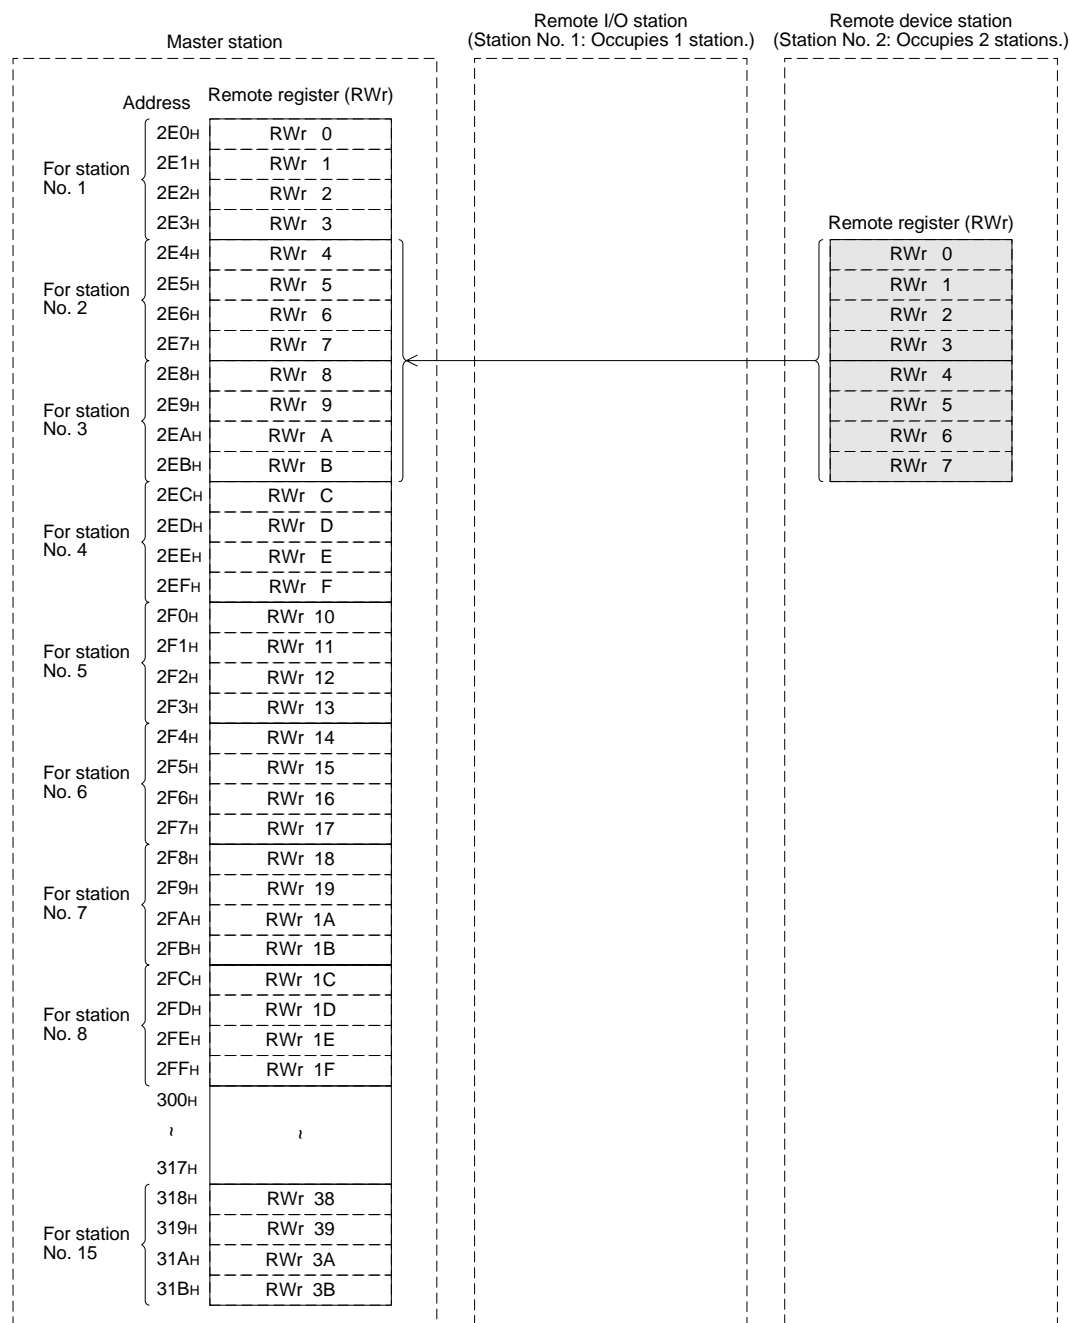 Master station
Remote I/O station
(Station No. 1: Occupies 1 station.)
Remote device station
(Station No. 2: Occupies 2 stations.)
Address Remote register (RWr)
For station No. 1
2E0H RWr 0
2E1H RWr 1
2E2H RWr 2
2E3H RWr 3
For station No. 2
2E4H RWr 4
2E5H RWr 5
2E6H RWr 6
2E7H RWr 7
For station No. 3
2E8H RWr 8
2E9H RWr 9
2EAH RWr A
2EBH RWr B
For station No. 4
2ECH RWr C
2EDH RWr D
2EEH RWr E
2EFH RWr F
For station No. 5
2F0H RWr 10
2F1H RWr 11
2F2H RWr 12
2F3H RWr 13
For station No. 6
2F4H RWr 14
2F5H RWr 15
2F6H RWr 16
2F7H RWr 17
For station No. 7
2F8H RWr 18
2F9H RWr 19
2FAH RWr 1A
2FBH RWr 1B
For station No. 8
2FCH RWr 1C
2FDH RWr 1D
2FEH RWr 1E
2FFH RWr 1F
300H
~ ~
317H
For station No. 15
318H RWr 38
319H RWr 39
31AH RWr 3A
31BH RWr 3B
Remote register (RWr)
RWr 0
RWr 1
RWr 2
RWr 3
RWr 4
RWr 5
RWr 6
RWr 7